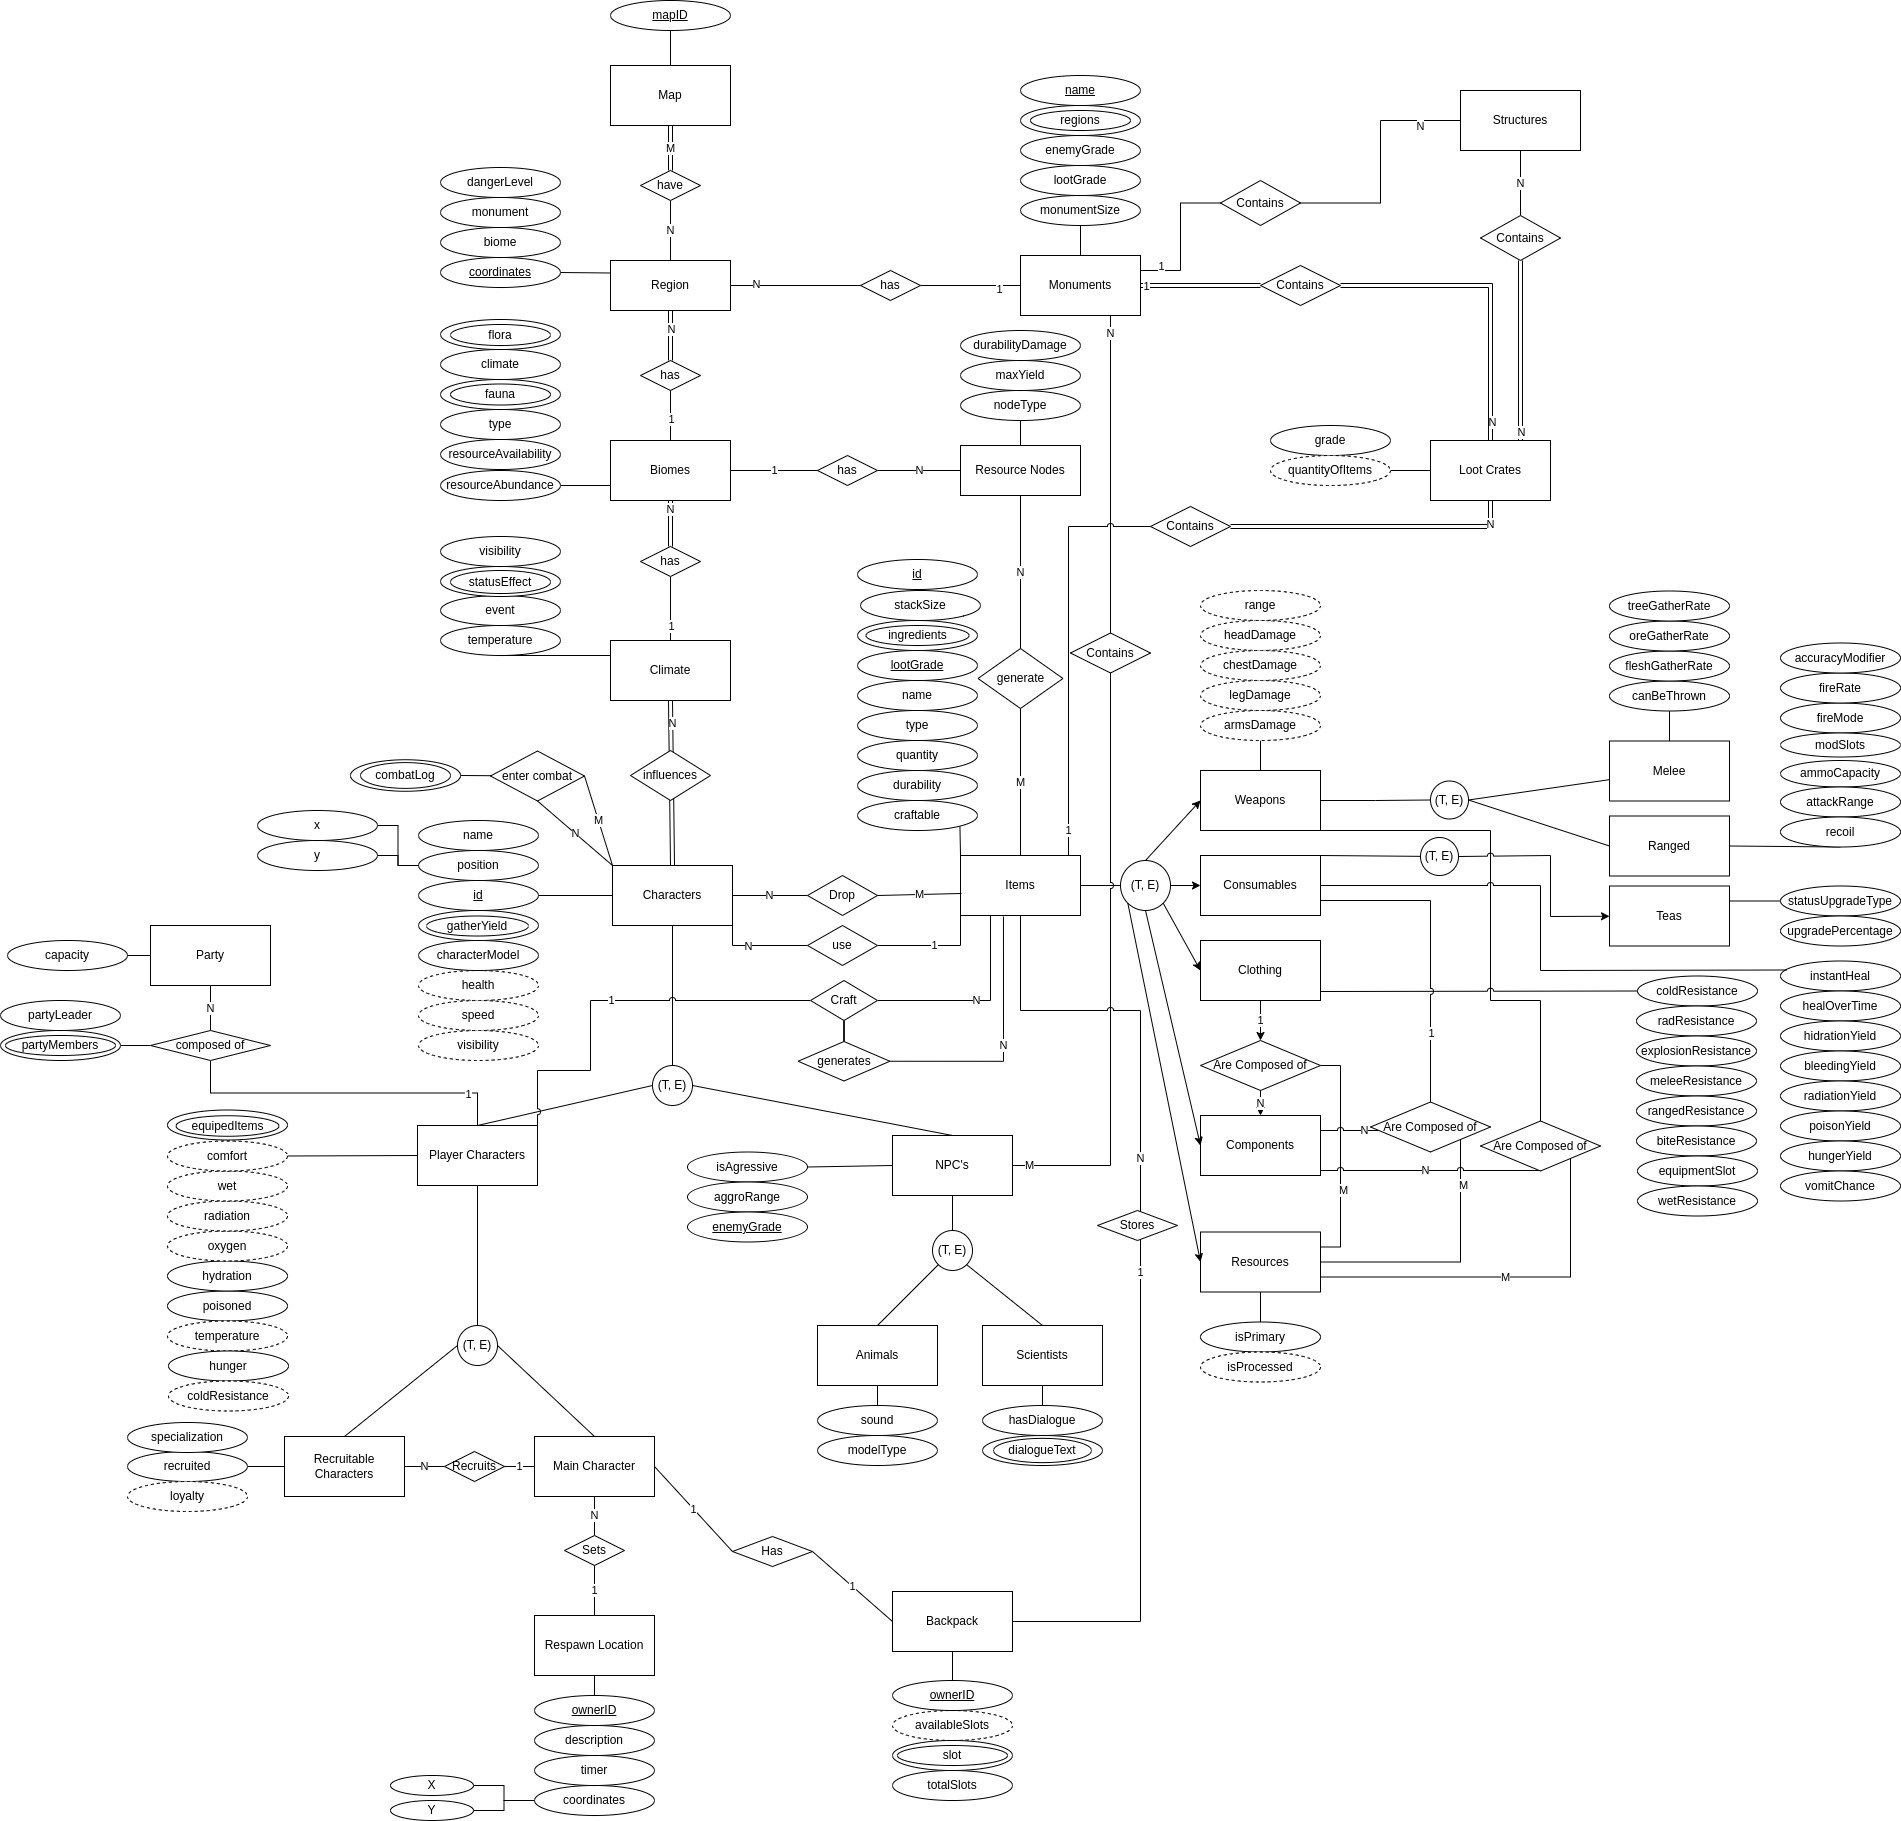 mapID
Map
M
have
N
dangerLevel
monument
biome
coordinates
Region
N
has
1
name
regions
enemyGrade
lootGrade
monumentSize
Monuments
1
Contains
N
Structures
N
Contains
N
1
Contains
N
N
has
1
flora
climate
fauna
type
resourceAvailability
resourceAbundance
Biomes
1
has
N
durabilityDamage
maxYield
nodeType
Resource Nodes
N
grade
quantityOfItems
Loot Crates
N
Contains
1
N
has
1
visibility
statusEffect
event
temperature
Climate
N
influences
N
generate
M
Contains
id
stackSize
ingredients
lootGrade
name
type
quantity
durability
craftable
Items
range
headDamage
chestDamage
legDamage
armsDamage
Weapons
(T, E)
treeGatherRate
oreGatherRate
fleshGatherRate
canBeThrown
Melee
Ranged
accuracyModifier
fireRate
fireMode
modSlots
ammoCapacity
attackRange
recoil
combatLog
enter combat
M
N
x
y
name
position
id
gatherYield
characterModel
health
speed
visibility
Characters
N
Drop
M
N
use
1
(T, E)
Consumables
(T, E)
Teas
statusUpgradeType
upgradePercentage
Clothing
1
Are Composed of
N
M
Components
N
Are Composed of
1
M
N
Are Composed of
M
Resources
isPrimary
isProcessed
coldResistance
radResistance
explosionResistance
meleeResistance
rangedResistance
biteResistance
equipmentSlot
wetResistance
instantHeal
healOverTime
hidrationYield
bleedingYield
radiationYield
poisonYield
hungerYield
vomitChance
capacity
Party
N
partyLeader
partyMembers
composed of
1
1
Craft
N
generates
N
(T, E)
equipedItems
comfort
wet
radiation
oxygen
hydration
poisoned
temperature
hunger
coldResistance
Player Characters
isAgressive
aggroRange
enemyGrade
NPC's
M
(T, E)
Animals
Scientists
sound
modelType
hasDialogue
dialogueText
N
Stores
1
(T, E)
specialization
recruited
loyalty
Recruitable
Characters
N
Recruits
1
Main Character
N
Sets
1
1
Has
1
Respawn Location
ownerID
description
timer
coordinates
X
Y
Backpack
ownerID
availableSlots
slot
totalSlots